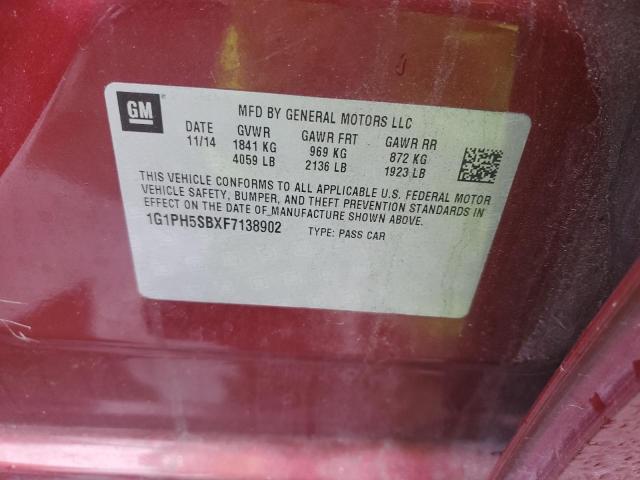 GM
MFD BY GENERAL MOTORS LLC
DATE GVWR GAWR FRT GAWR RR
11/14 1841 KG 969 KG 872 KG
4059 LB 2136 LB 1923 LB
THIS VEHICLE CONFORMS TO ALL APPLICABLE U.S. FEDERAL MOTOR
VEHICLE SAFETY, BUMPER, AND THEFT PREVENTION STANDARDS IN
EFFECT ON THE DATE OF MANUFACTURE SHOWN ABOVE.
1G1PH5SBXF7138902 TYPE: PASS CAR